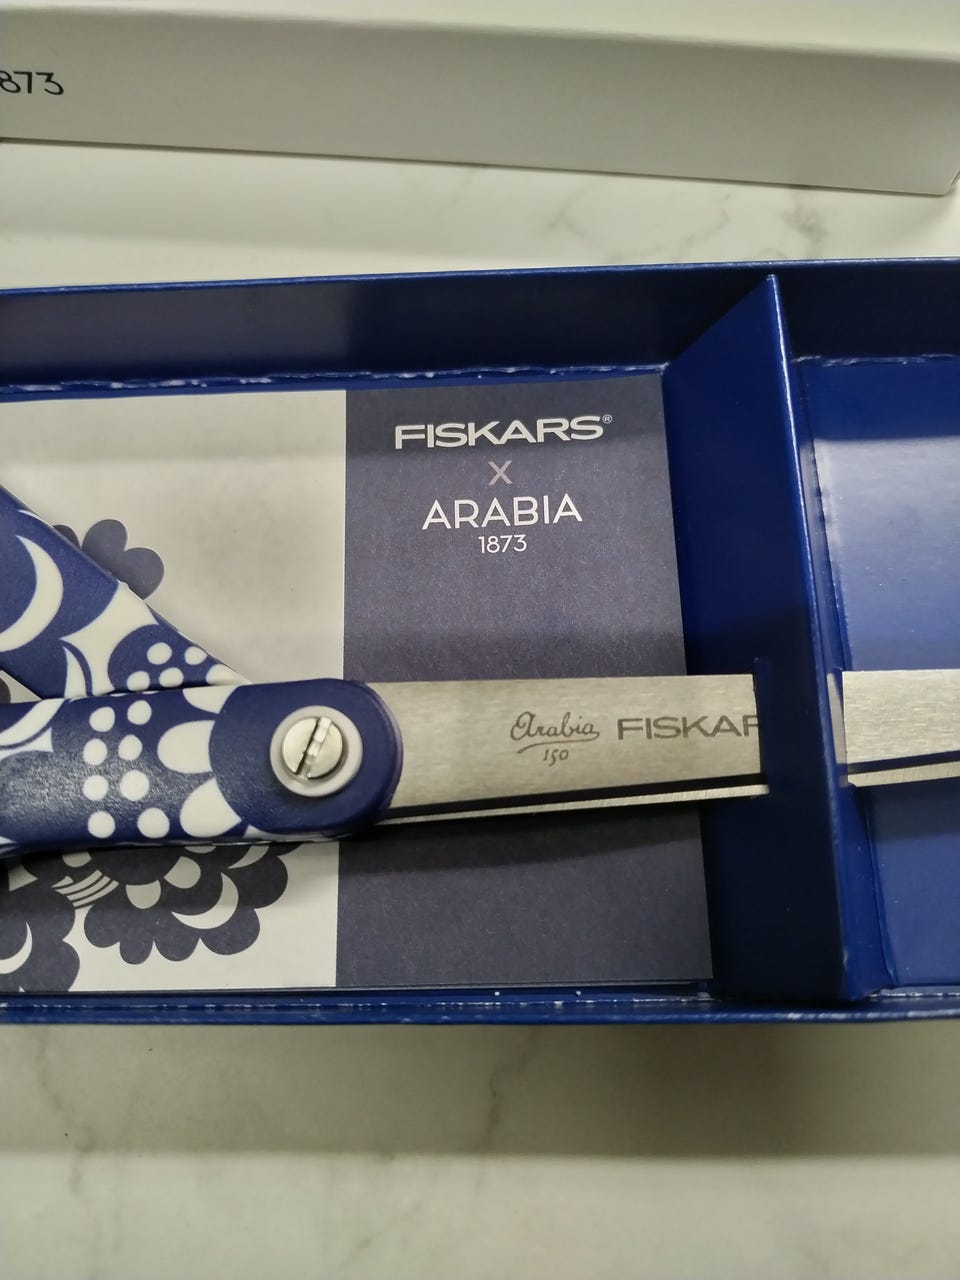 873
FISKARS®
X
ARABIA
1873
Arabia FISKAR
150